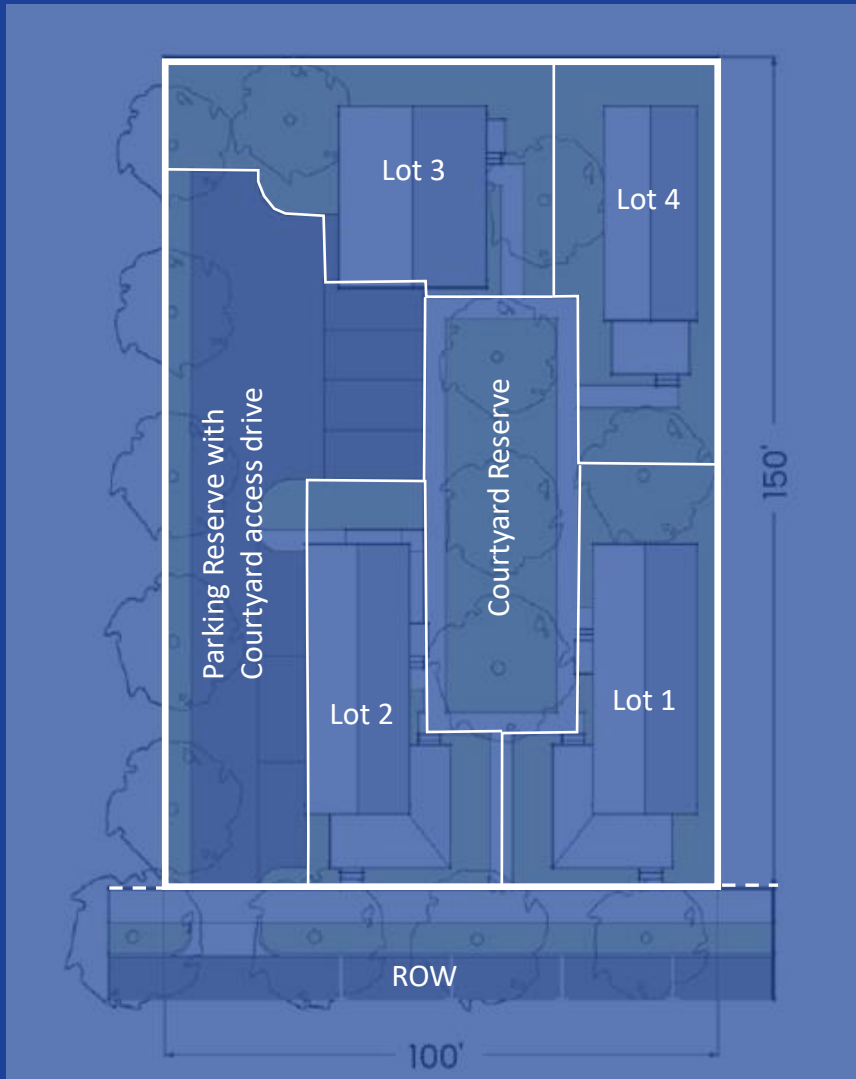 Lot 3
Lot 4
Parking Reserve with
Courtyard access drive
Courtyard Reserve
150'
Lot 2
Lot 1
ROW
100'